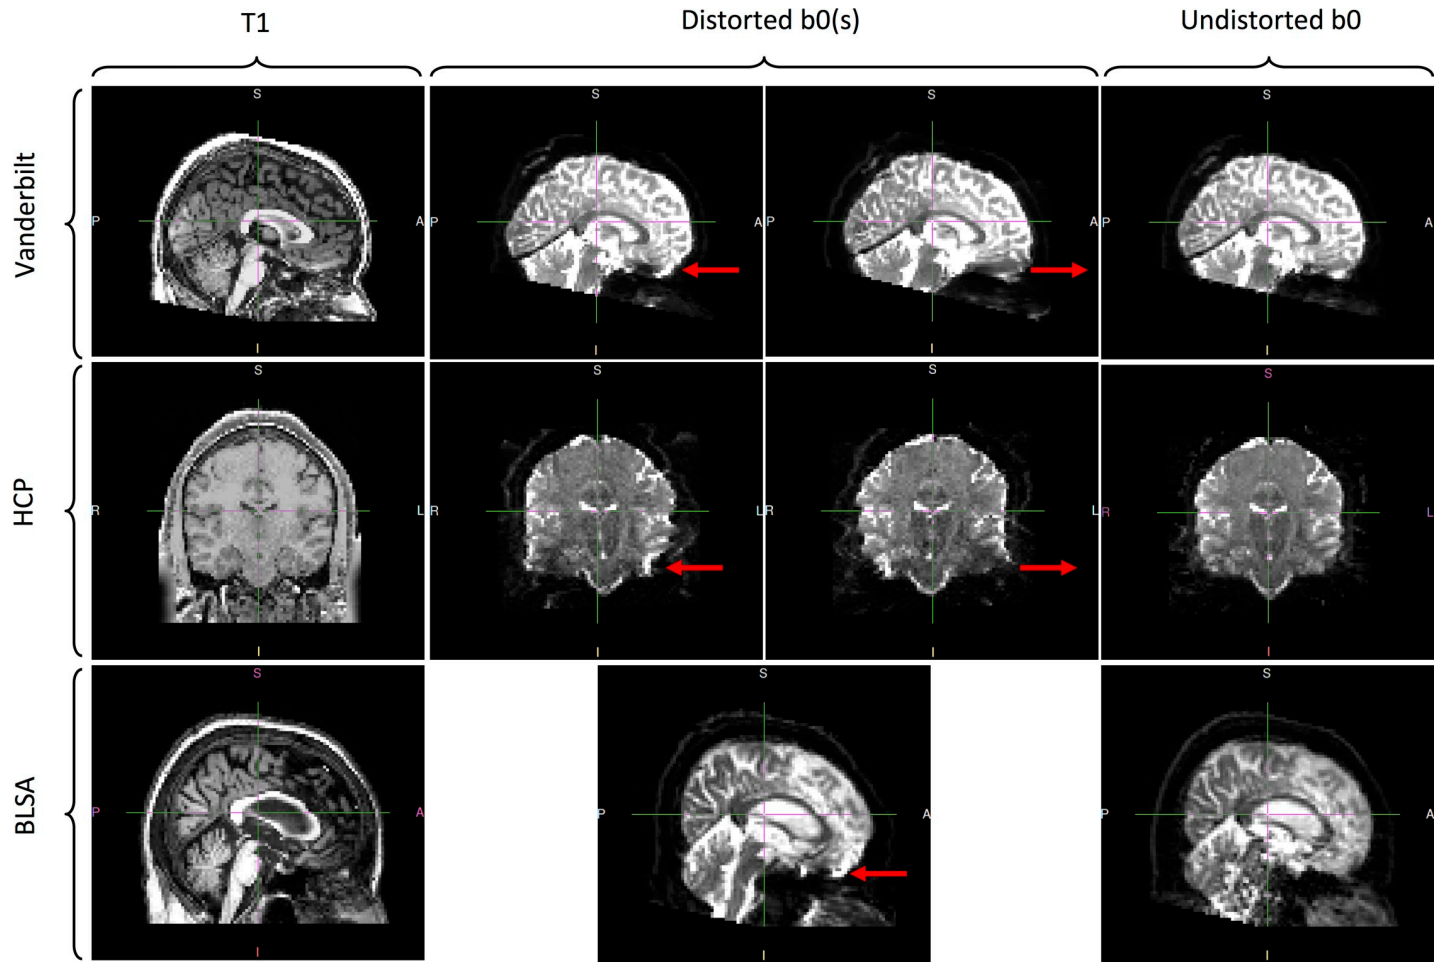 T1 Distorted b0(s) Undistorted b0
Vanderbilt
S S S S
P A P A P A P A
I I I I
HCP
S S S S
R L R L R L R L
I I I I
BLSA
S S S
P A P A P A
I I I